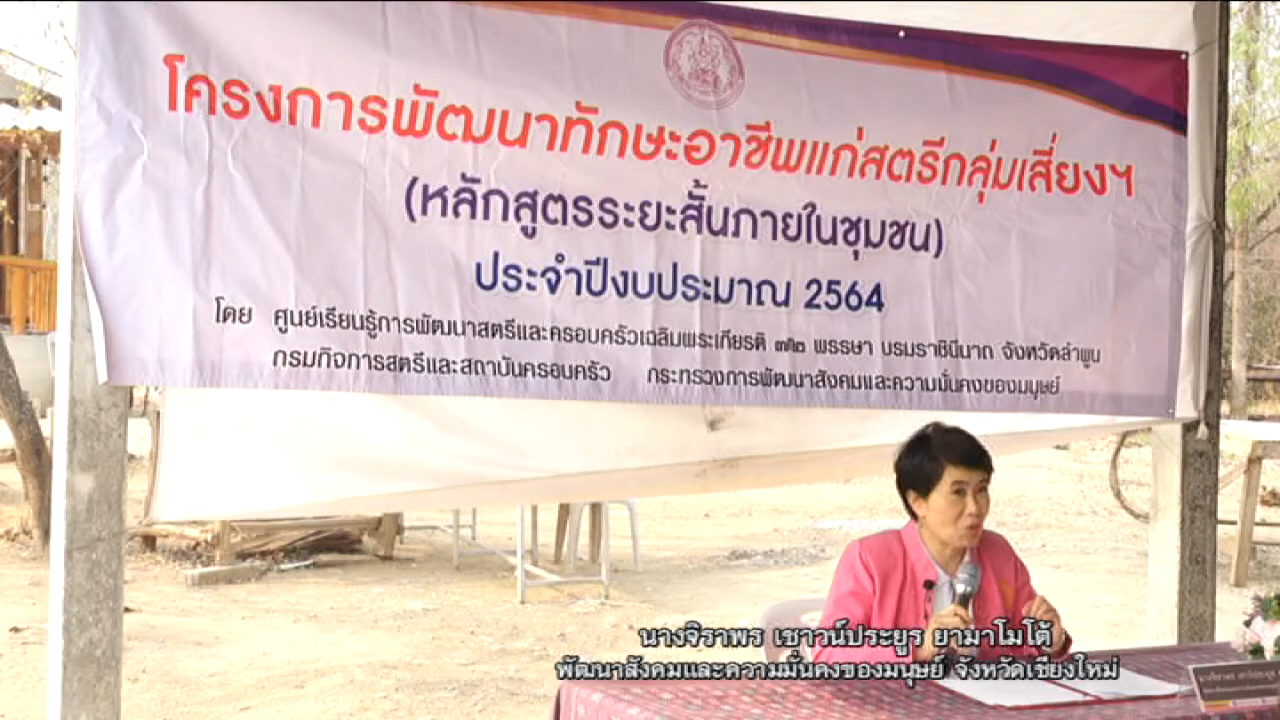 โครงการพัฒนาทักษะอาชีพแก่สตรีกลุ่มเสี่ยงฯ
(หลักสูตรระยะสั้นภายในชุมชน)
ประจำปีงบประมาณ 2564
โดย ศูนย์เรียนรู้การพัฒนาสตรีและครอบครัวเฉลิมพระเกียรติ ๗๒ พรรษา บรมราชินีนาถ จังหวัดลำพูน
กรมกิจการสตรีและสถาบันครอบครัว กระทรวงการพัฒนาสังคมและความมั่นคงของมนุษย์
นางจิราพร เชาวน์ประยูร ยามาโมโต้
พัฒนาสังคมและความมั่นคงของมนุษย์ จังหวัดเชียงใหม่